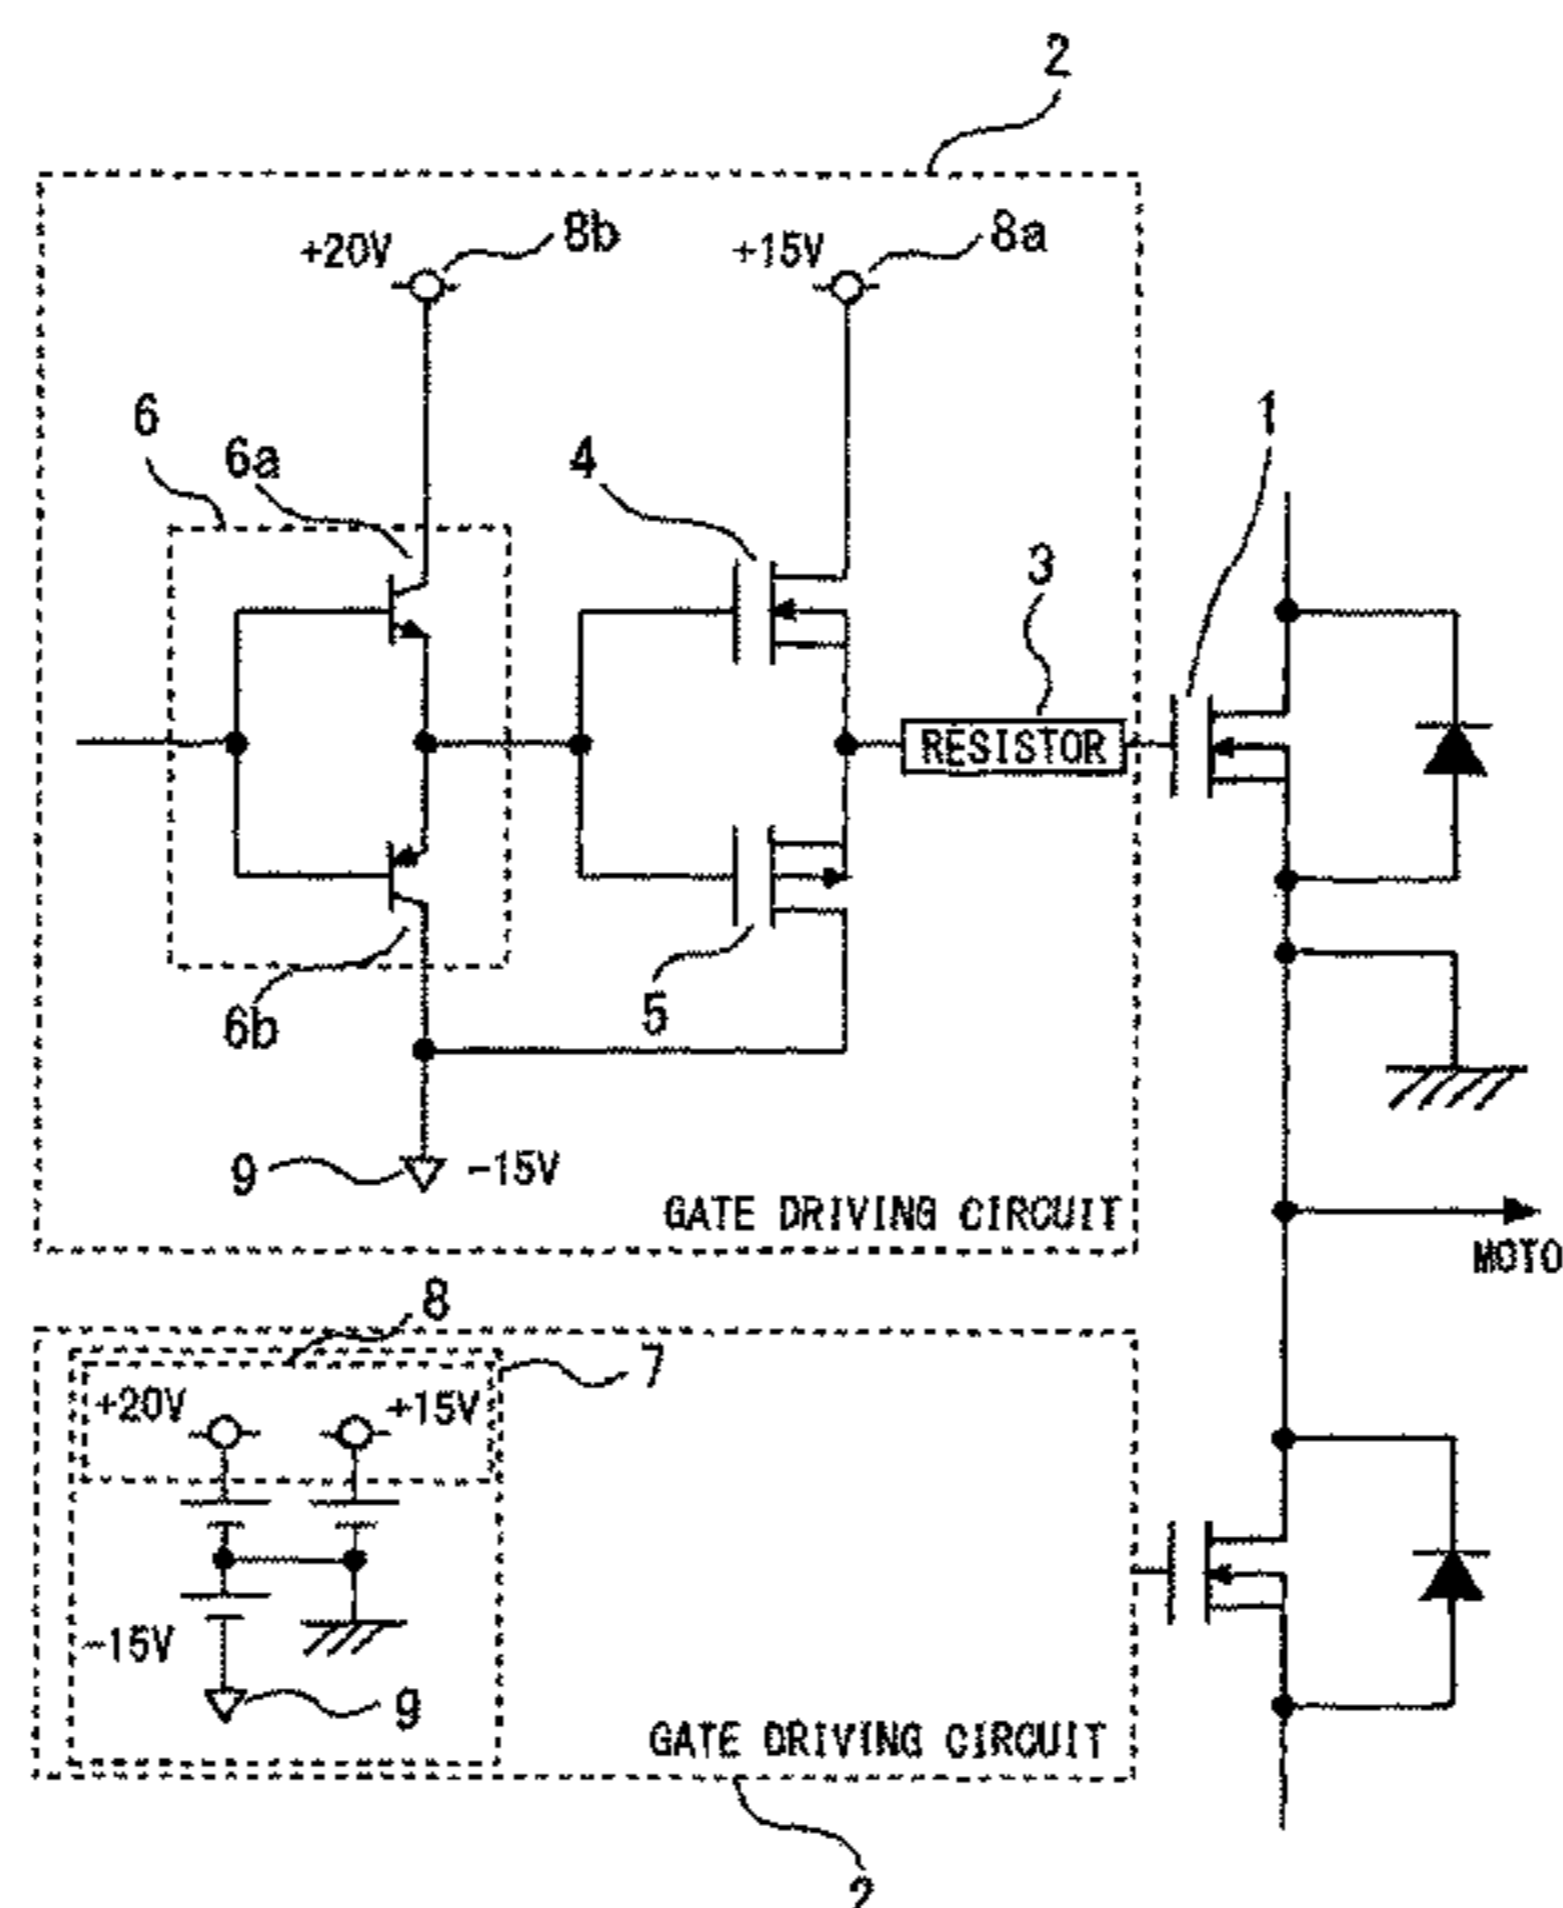 2
+20V 8b +15V 8a
6 6a 4 1
3
RESISTOR
6b 5
9 -15V
GATE DRIVING CIRCUIT
MOTO
8
7
+20V +15V
-15V
9
GATE DRIVING CIRCUIT
2